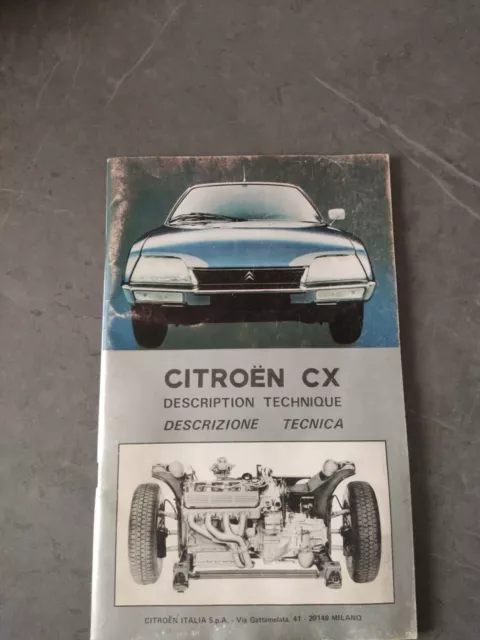 CITROËN CX
DESCRIPTION TECHNIQUE
DESCRIZIONE TECNICA
CITROËN ITALIA S.p.A. - Via Gattamelata, 41 - 20149 MILANO